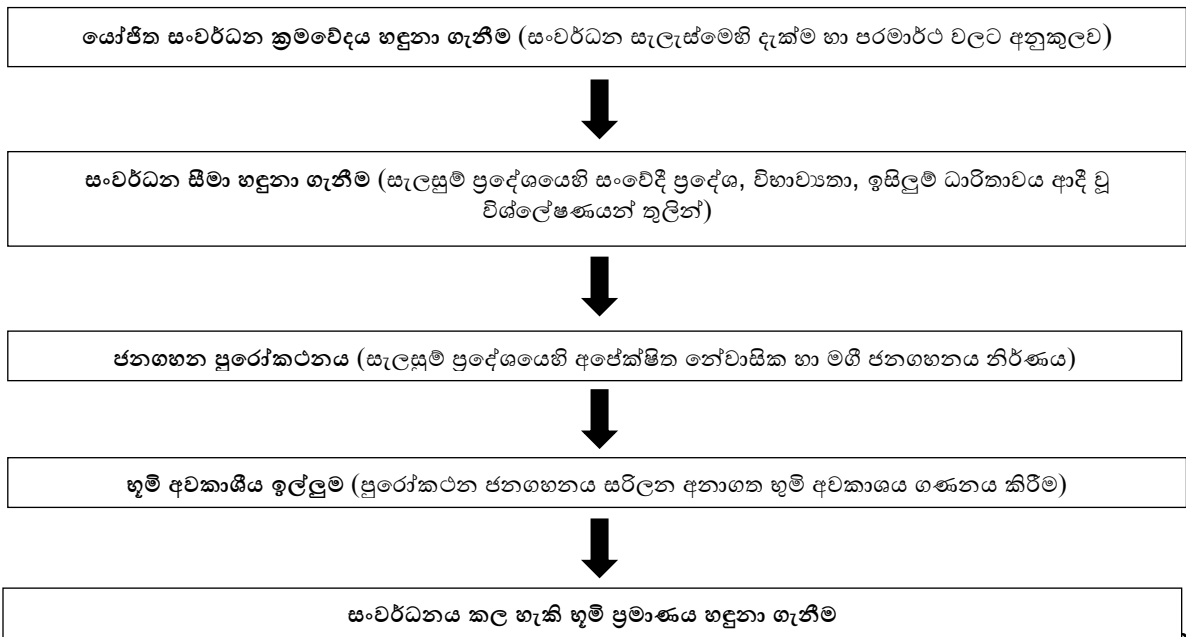 යෝජිත සංවර්ධන ක්‍රමවේදය හඳුනා ගැනීම (සංවර්ධන සැලැස්මෙහි දැක්ම හා පරමාර්ථ වලට අනුකුලව)
සංවර්ධන සීමා හඳුනා ගැනීම (සැලසුම් ප්‍රදේශයෙහි සංවේදී ප්‍රදේශ, විභාව්‍යතා, ඉසිලුම් ධාරිතාවය ආදී වූ
විශ්ලේෂණයන් තුලින්)
ජනගහන පුරෝකථනය (සැලසුම් ප්‍රදේශයෙහි අපේක්ෂිත නේවාසික හා මගී ජනගහනය නිර්ණය)
භූමි අවකාශීය ඉල්ලුම (පුරෝකථන ජනගහනය සරිලන අනාගත භුමි අවකාශය ගණනය කිරීම)
සංවර්ධනය කල හැකි භූමි ප්‍රමාණය හඳුනා ගැනීම